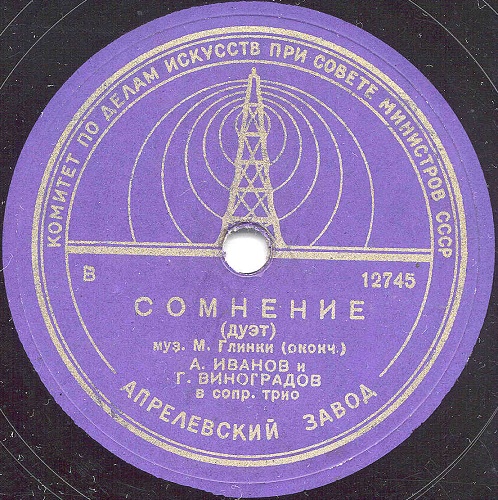 КОМИТЕТ ПО ДЕЛАМ ИСКУССТВ ПРИ СОВЕТЕ МИНИСТРОВ СССР
В 12745
СОМНЕНИЕ
(ДУЭТ)
муз. М. Глинки (оконч.)
А. ИВАНОВ и
Г. ВИНОГРАДОВ
в сопр. трио
АПРЕЛЕВСКИЙ ЗАВОД